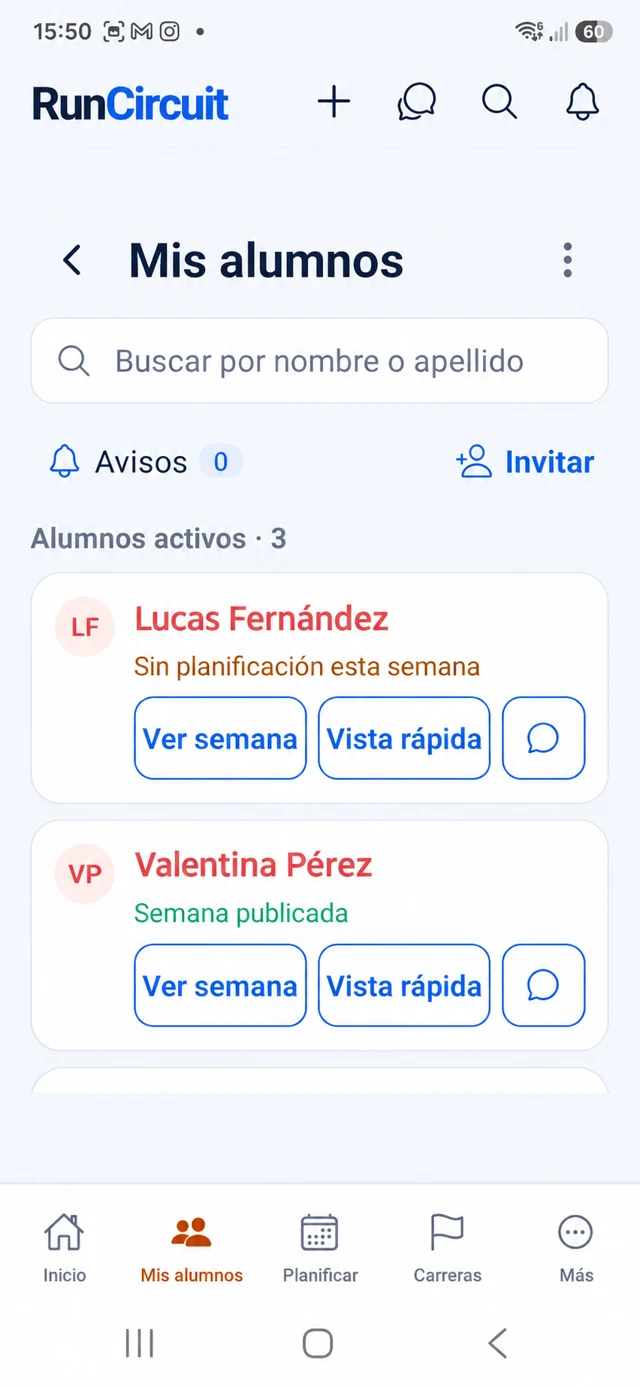 15:50
6
60
RunCircuit
Mis alumnos
Buscar por nombre o apellido
Avisos 0
Invitar
Alumnos activos · 3
LF
Lucas Fernández
Sin planificación esta semana
Ver semana
Vista rápida
VP
Valentina Pérez
Semana publicada
Ver semana
Vista rápida
Inicio
Mis alumnos
Planificar
Carreras
Más